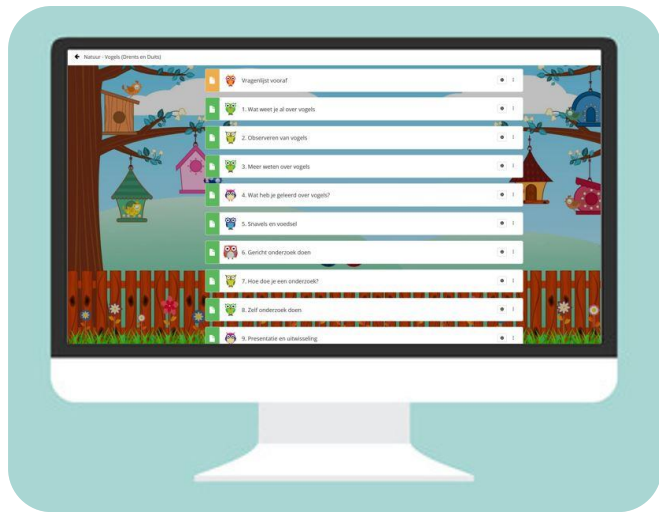 Natuur - Vogels (Drents en Duits)
Vragenlijst vooraf
1. Wat weet je al over vogels
2. Observeren van vogels
3. Meer weten over vogels
4. Wat heb je geleerd over vogels?
5. Snavels en voedsel
6. Gericht onderzoek doen
7. Hoe doe je een onderzoek?
8. Zelf onderzoek doen
9. Presentatie en uitwisseling